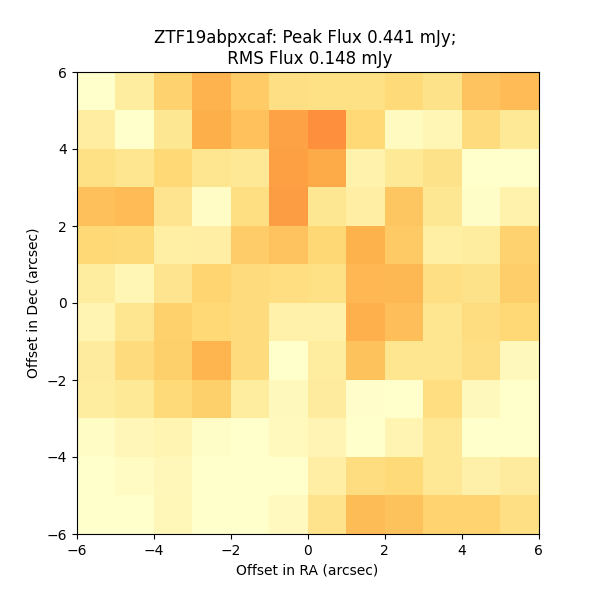 ZTF19abpxcaf: Peak Flux 0.441 mJy;
RMS Flux 0.148 mJy
6
4
2
0
−2
−4
−6
Offset in Dec (arcsec)
−6 −4 −2 0 2 4 6
Offset in RA (arcsec)